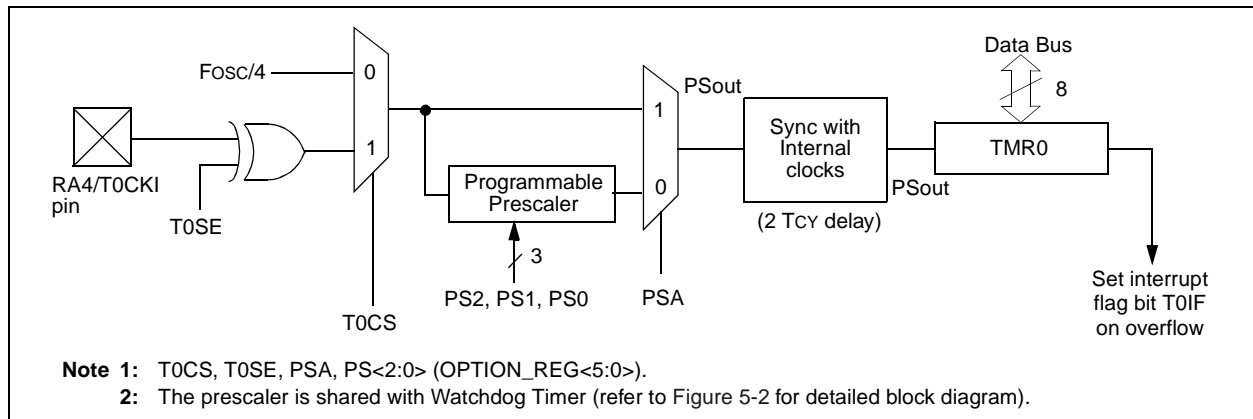 Data Bus
8
FOSC/4
0
1
PSout
1
0
Sync with
Internal
clocks
(2 TCY delay)
PSout
TMR0
RA4/T0CKI
pin
T0SE
Programmable
Prescaler
3
PS2, PS1, PS0
PSA
T0CS
Set interrupt
flag bit T0IF
on overflow
Note 1: T0CS, T0SE, PSA, PS<2:0> (OPTION_REG<5:0>).
2: The prescaler is shared with Watchdog Timer (refer to Figure 5-2 for detailed block diagram).